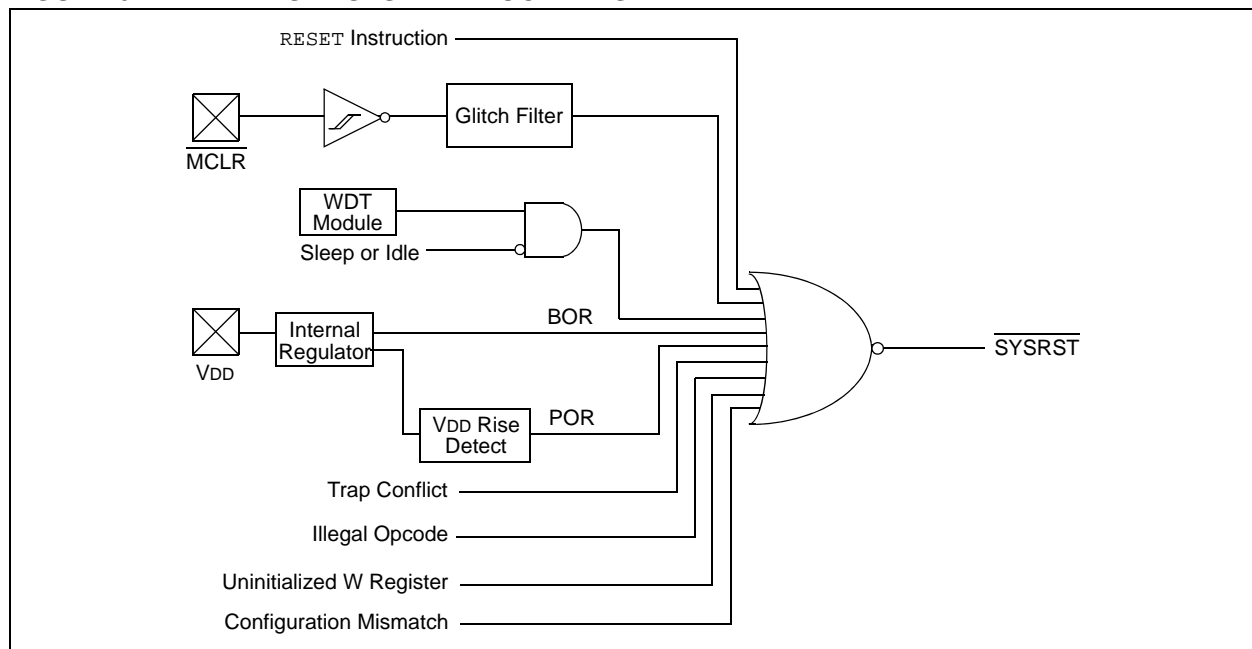 RESET Instruction
Glitch Filter
MCLR
WDT
Module
Sleep or Idle
BOR
Internal
Regulator
SYSRST
VDD
POR
VDD Rise
Detect
Trap Conflict
Illegal Opcode
Uninitialized W Register
Configuration Mismatch